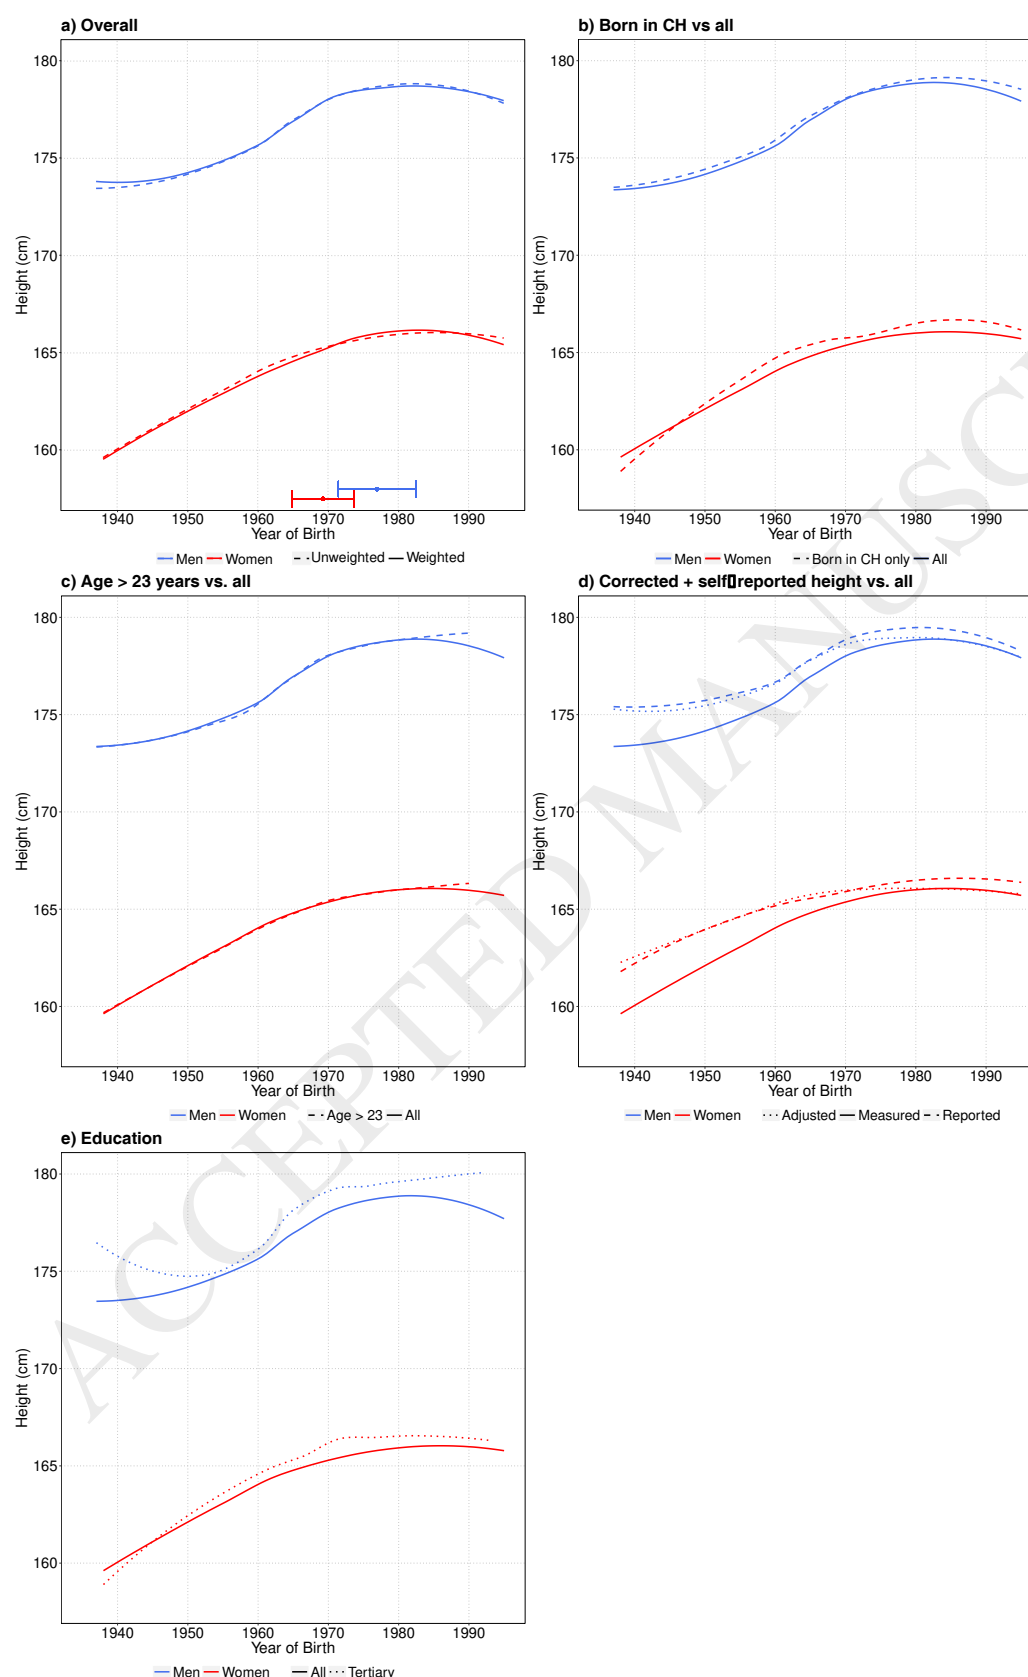 a) Overall
180
175
170
165
160
Height (cm)
1940 1950 1960 1970 1980 1990
Year of Birth
Men Women Unweighted Weighted
b) Born in CH vs all
180
175
170
165
160
Height (cm)
1940 1950 1960 1970 1980 1990
Year of Birth
Men Women Born in CH only All
c) Age > 23 years vs. all
180
175
170
165
160
Height (cm)
1940 1950 1960 1970 1980 1990
Year of Birth
Men Women Age > 23 All
d) Corrected + self▯reported height vs. all
180
175
170
165
160
Height (cm)
1940 1950 1960 1970 1980 1990
Year of Birth
Men Women Adjusted Measured Reported
e) Education
180
175
170
165
160
Height (cm)
1940 1950 1960 1970 1980 1990
Year of Birth
Men Women All Tertiary
ACCEPTED MANUSC